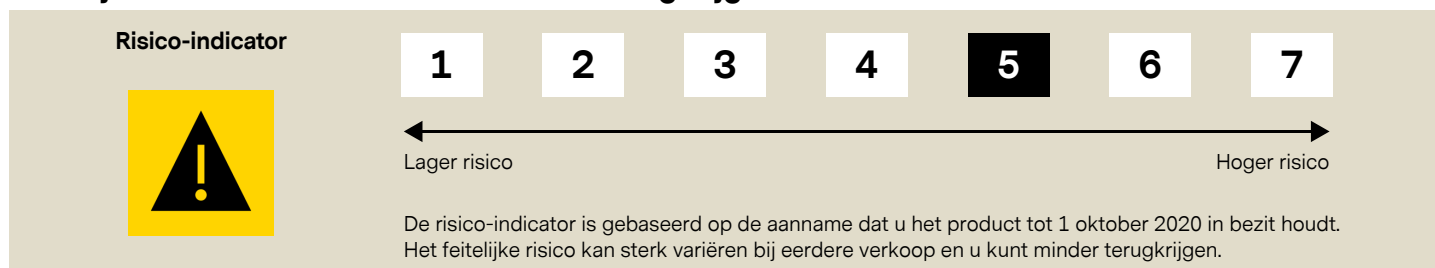 Risico-indicator
1 2 3 4 5 6 7
Lager risico Hoger risico
De risico-indicator is gebaseerd op de aanname dat u het product tot 1 oktober 2020 in bezit houdt.
Het feitelijke risico kan sterk variëren bij eerdere verkoop en u kunt minder terugkrijgen.